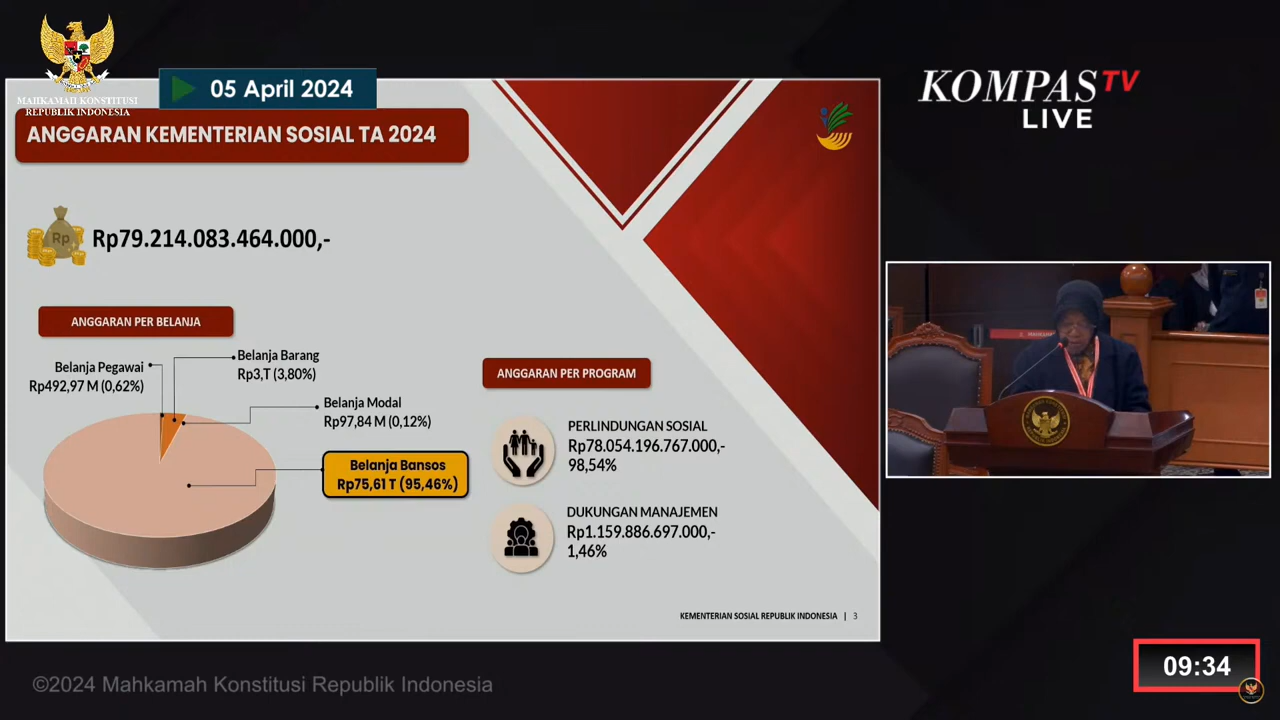 MAHKAMAH KONSTITUSI
REPUBLIK INDONESIA
05 April 2024
KOMPAS TV
LIVE
ANGGARAN KEMENTERIAN SOSIAL TA 2024
Rp
Rp79.214.083.464.000,-
ANGGARAN PER BELANJA
Belanja Pegawai
Rp492,97 M (0,62%)
Belanja Barang
Rp3,T (3,80%)
Belanja Modal
Rp97,84 M (0,12%)
Belanja Bansos
Rp75,61 T (95,46%)
ANGGARAN PER PROGRAM
PERLINDUNGAN SOSIAL
Rp78.054.196.767.000,-
98,54%
DUKUNGAN MANAJEMEN
Rp1.159.886.697.000,-
1,46%
KEMENTERIAN SOSIAL REPUBLIK INDONESIA | 3
09:34
©2024 Mahkamah Konstitusi Republik Indonesia